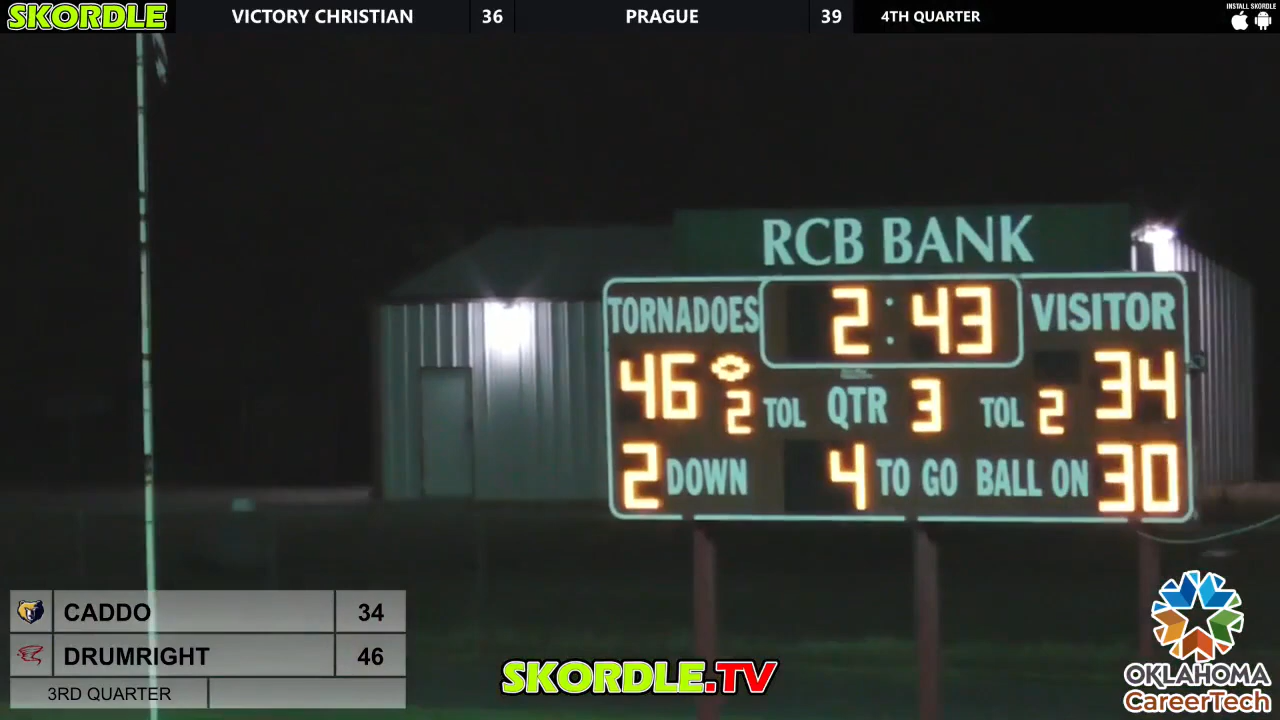 SKORDLE VICTORY CHRISTIAN 36 PRAGUE 39 4TH QUARTER INSTALL SKORDLE
RCB BANK
TORNADOES 2:43 VISITOR
46 2 TOL QTR 3 TOL 2 34
2 DOWN 4 TO GO BALL ON 30
CADDO 34
DRUMRIGHT 46
3RD QUARTER
SKORDLE.TV
OKLAHOMA
CareerTech